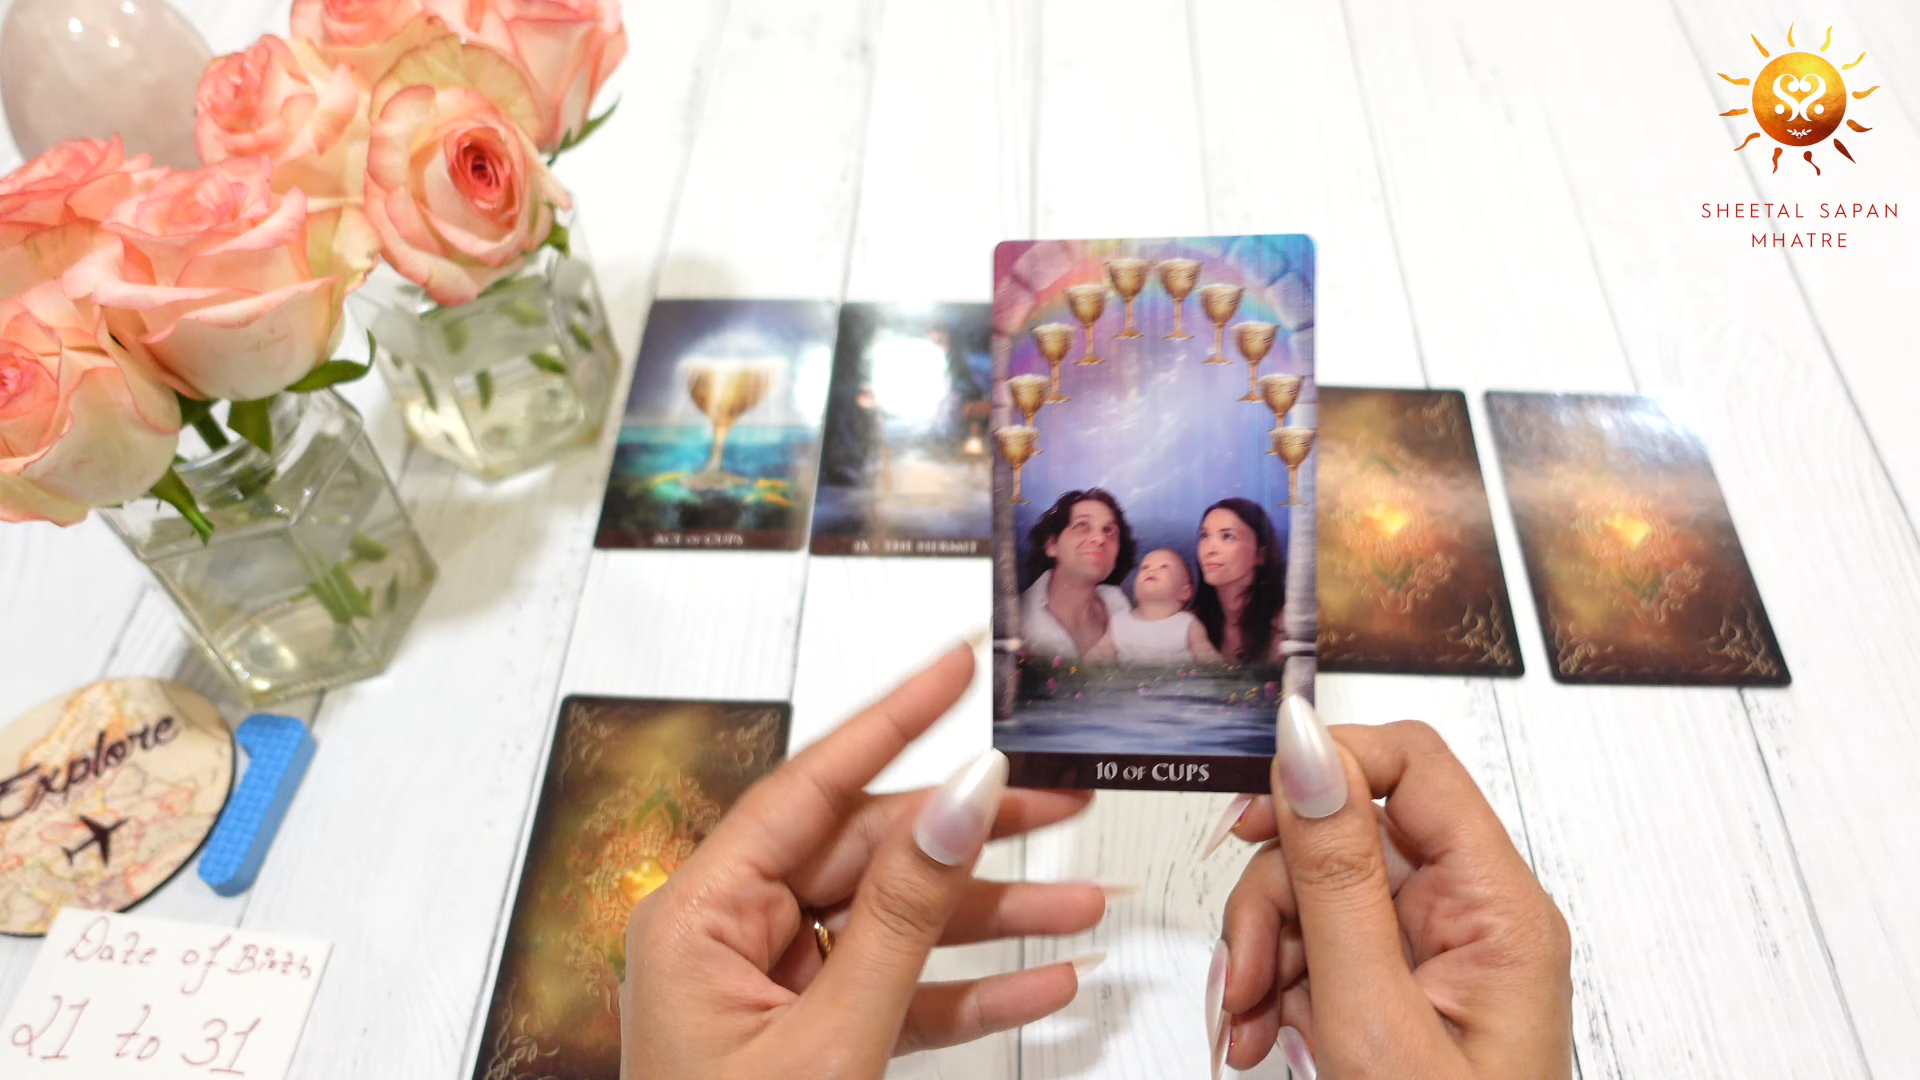 SHEETAL SAPAN
MHATRE
ACE OF CUPS
IX · THE HERMIT
10 OF CUPS
Explore
Date of Birth
21 to 31